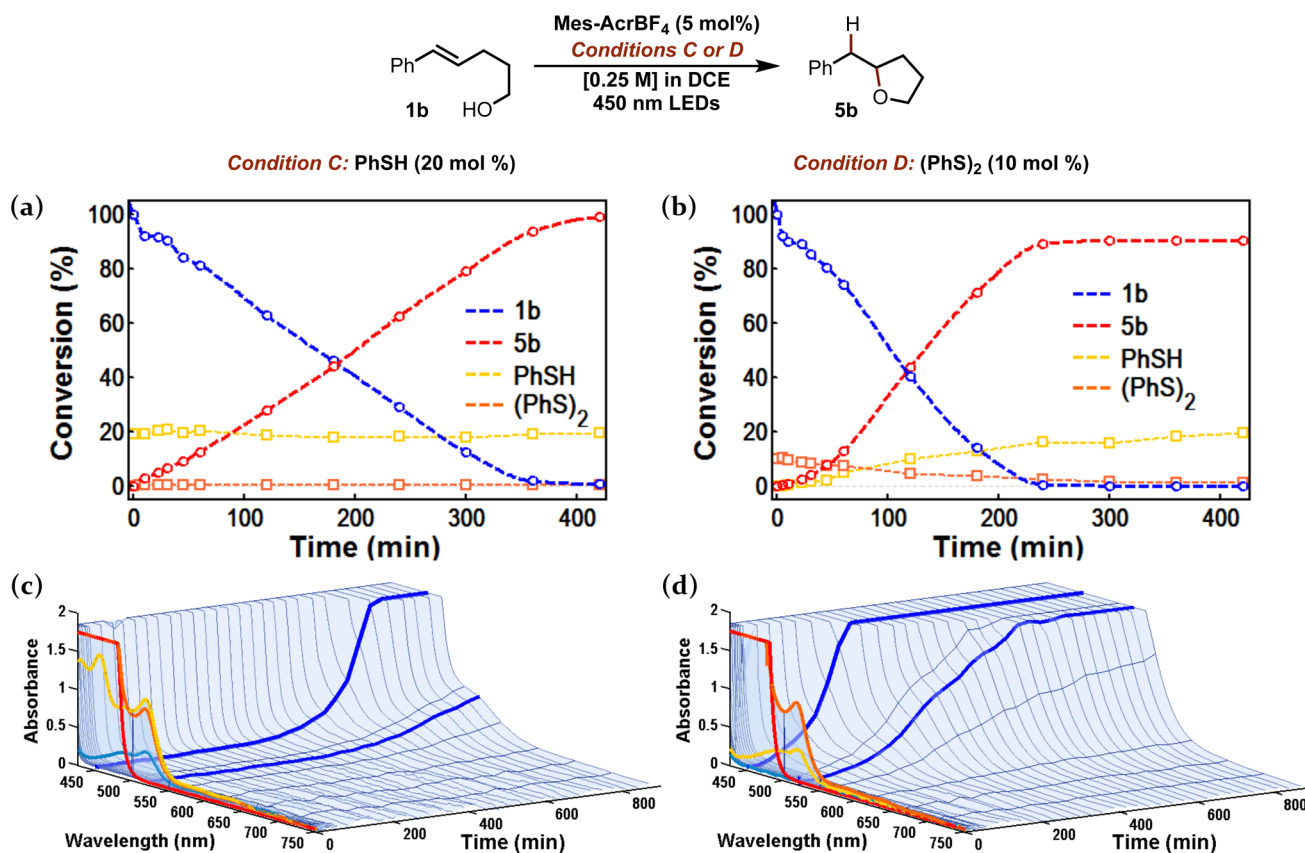 Mes-AcrBF4 (5 mol%)
Conditions C or D
[0.25 M] in DCE
450 nm LEDs
Ph
HO
1b
H
Ph
O
5b
Condition C: PhSH (20 mol %)
Condition D: (PhS)2 (10 mol %)
(a)
Conversion (%)
100
80
60
40
20
0
1b
5b
PhSH
(PhS)2
0 100 200 300 400
Time (min)
(b)
Conversion (%)
100
80
60
40
20
0
1b
5b
PhSH
(PhS)2
0 100 200 300 400
Time (min)
(c)
Absorbance
2
1.5
1
0.5
0
450 500 550 600 650 700 750
Wavelength (nm)
0 200 400 600 800
Time (min)
(d)
Absorbance
2
1.5
1
0.5
0
450 500 550 600 650 700 750
Wavelength (nm)
0 200 400 600 800
Time (min)